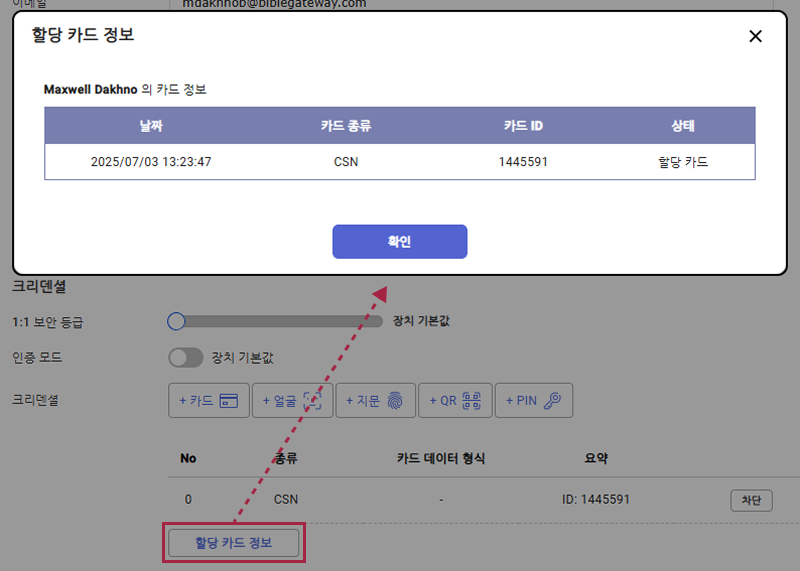 이메일 mdakhnob@biblegateway.com
할당 카드 정보
Maxwell Dakhno 의 카드 정보
날짜 카드 종류 카드 ID 상태
2025/07/03 13:23:47 CSN 1445591 할당 카드
확인
크리덴셜
1:1 보안 등급 장치 기본값
인증 모드 장치 기본값
크리덴셜 + 카드 + 얼굴 + 지문 + QR + PIN
No 종류 카드 데이터 형식 요약
0 CSN - ID: 1445591 차단
할당 카드 정보